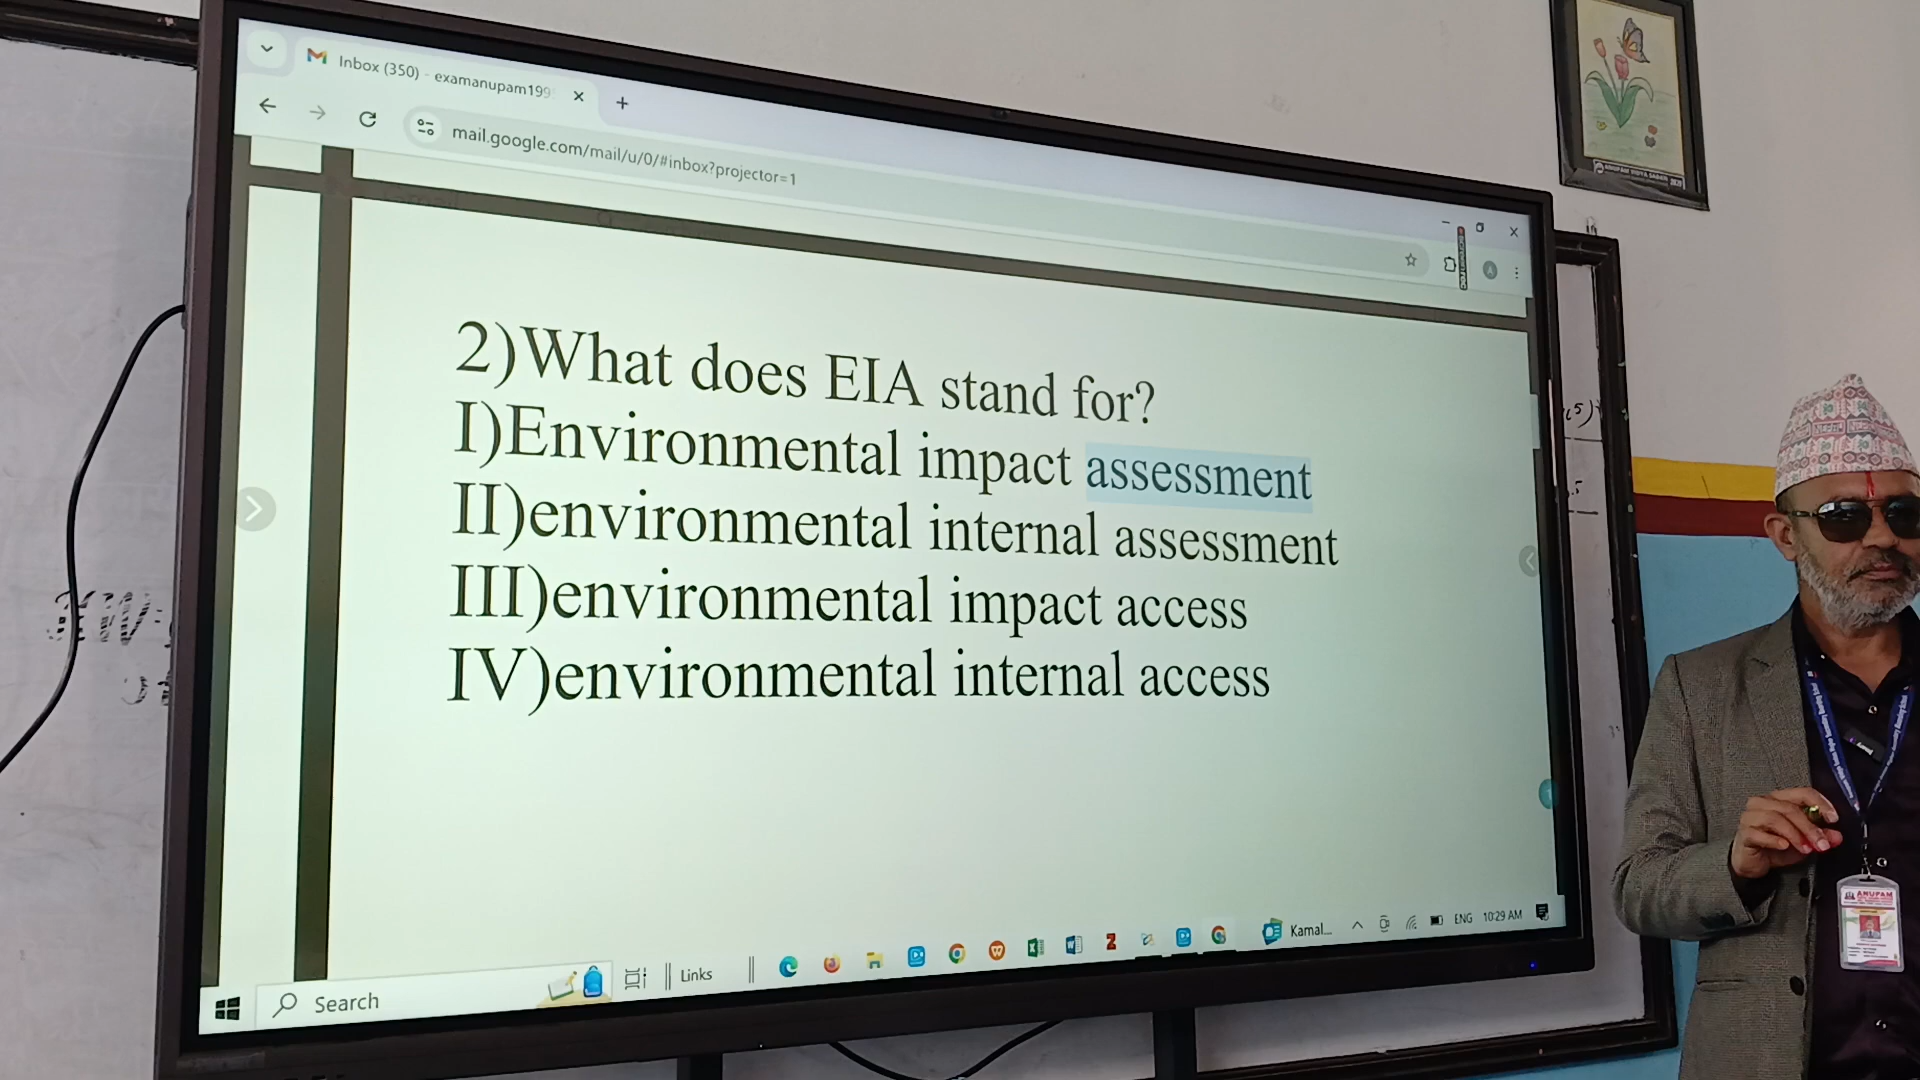 Inbox (350) - examanupam199
mail.google.com/mail/u/0/#inbox?projector=1
2)What does EIA stand for?
I)Environmental impact assessment
II)environmental internal assessment
III)environmental impact access
IV)environmental internal access
Search
Links
Kamal...
ENG
10:29 AM
NEPAL
ANUPAM